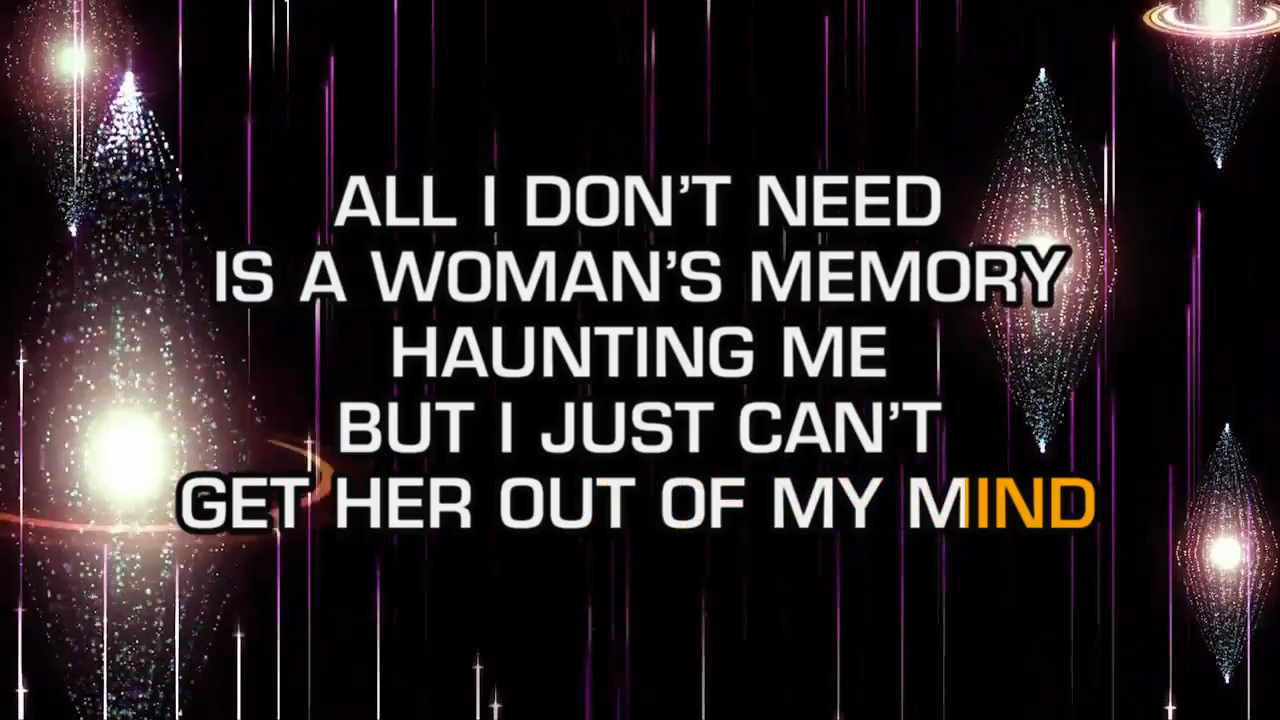 ALL I DON'T NEED
IS A WOMAN'S MEMORY
HAUNTING ME
BUT I JUST CAN'T
GET HER OUT OF MY MIND